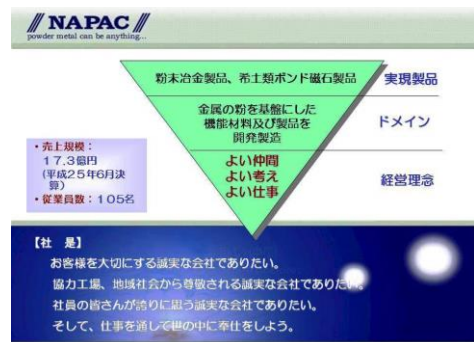 NAPAC
powder metal can be anything...
粉末冶金製品、希土類ボンド磁石製品
実現製品
金属の粉を基盤にした
機能材料及び製品を
開発製造
ドメイン
・売上規模：
17.3億円
(平成25年6月決
算)
・従業員数：105名
よい仲間
よい考え
よい仕事
経営理念
【社 是】
お客様を大切にする誠実な会社でありたい。
協力工場、地域社会から尊敬される誠実な会社でありたい。
社員の皆さんが誇りに思う誠実な会社でありたい。
そして、仕事を通して世の中に奉仕をしよう。